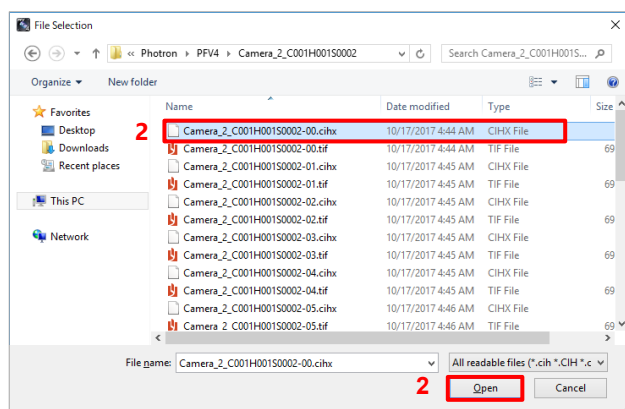 File Selection
« Photron ▸ PFV4 ▸ Camera_2_C001H001S0002
Search Camera_2_C001H001S...
Organize New folder
Favorites
Desktop
Downloads
Recent places
This PC
Network
Name Date modified Type Size
2 Camera_2_C001H001S0002-00.cihx 10/17/2017 4:44 AM CIHX File
Camera_2_C001H001S0002-00.tif 10/17/2017 4:44 AM TIF File 69
Camera_2_C001H001S0002-01.cihx 10/17/2017 4:45 AM CIHX File
Camera_2_C001H001S0002-01.tif 10/17/2017 4:45 AM TIF File 69
Camera_2_C001H001S0002-02.cihx 10/17/2017 4:45 AM CIHX File
Camera_2_C001H001S0002-02.tif 10/17/2017 4:45 AM TIF File 69
Camera_2_C001H001S0002-03.cihx 10/17/2017 4:45 AM CIHX File
Camera_2_C001H001S0002-03.tif 10/17/2017 4:45 AM TIF File 69
Camera_2_C001H001S0002-04.cihx 10/17/2017 4:45 AM CIHX File
Camera_2_C001H001S0002-04.tif 10/17/2017 4:45 AM TIF File 69
Camera_2_C001H001S0002-05.cihx 10/17/2017 4:46 AM CIHX File
Camera_2_C001H001S0002-05.tif 10/17/2017 4:46 AM TIF File 69
File name: Camera_2_C001H001S0002-00.cihx All readable files (*.cih *.CIH *.c
2 Open Cancel